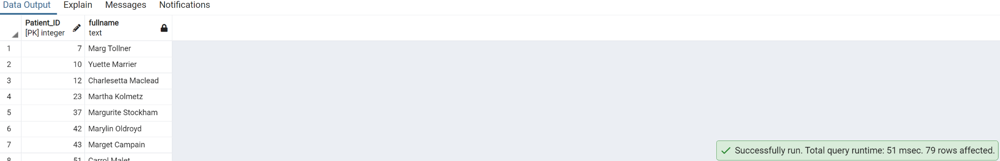 Data Output Explain Messages Notifications
Patient_ID fullname
[PK] integer text
1 7 Marg Tollner
2 10 Yuette Marrier
3 12 Charlesetta Maclead
4 23 Martha Kolmetz
5 37 Margurite Stockham
6 42 Marylin Oldroyd
7 43 Marget Campain
Successfully run. Total query runtime: 51 msec. 79 rows affected.
8 51 Carrol Malet